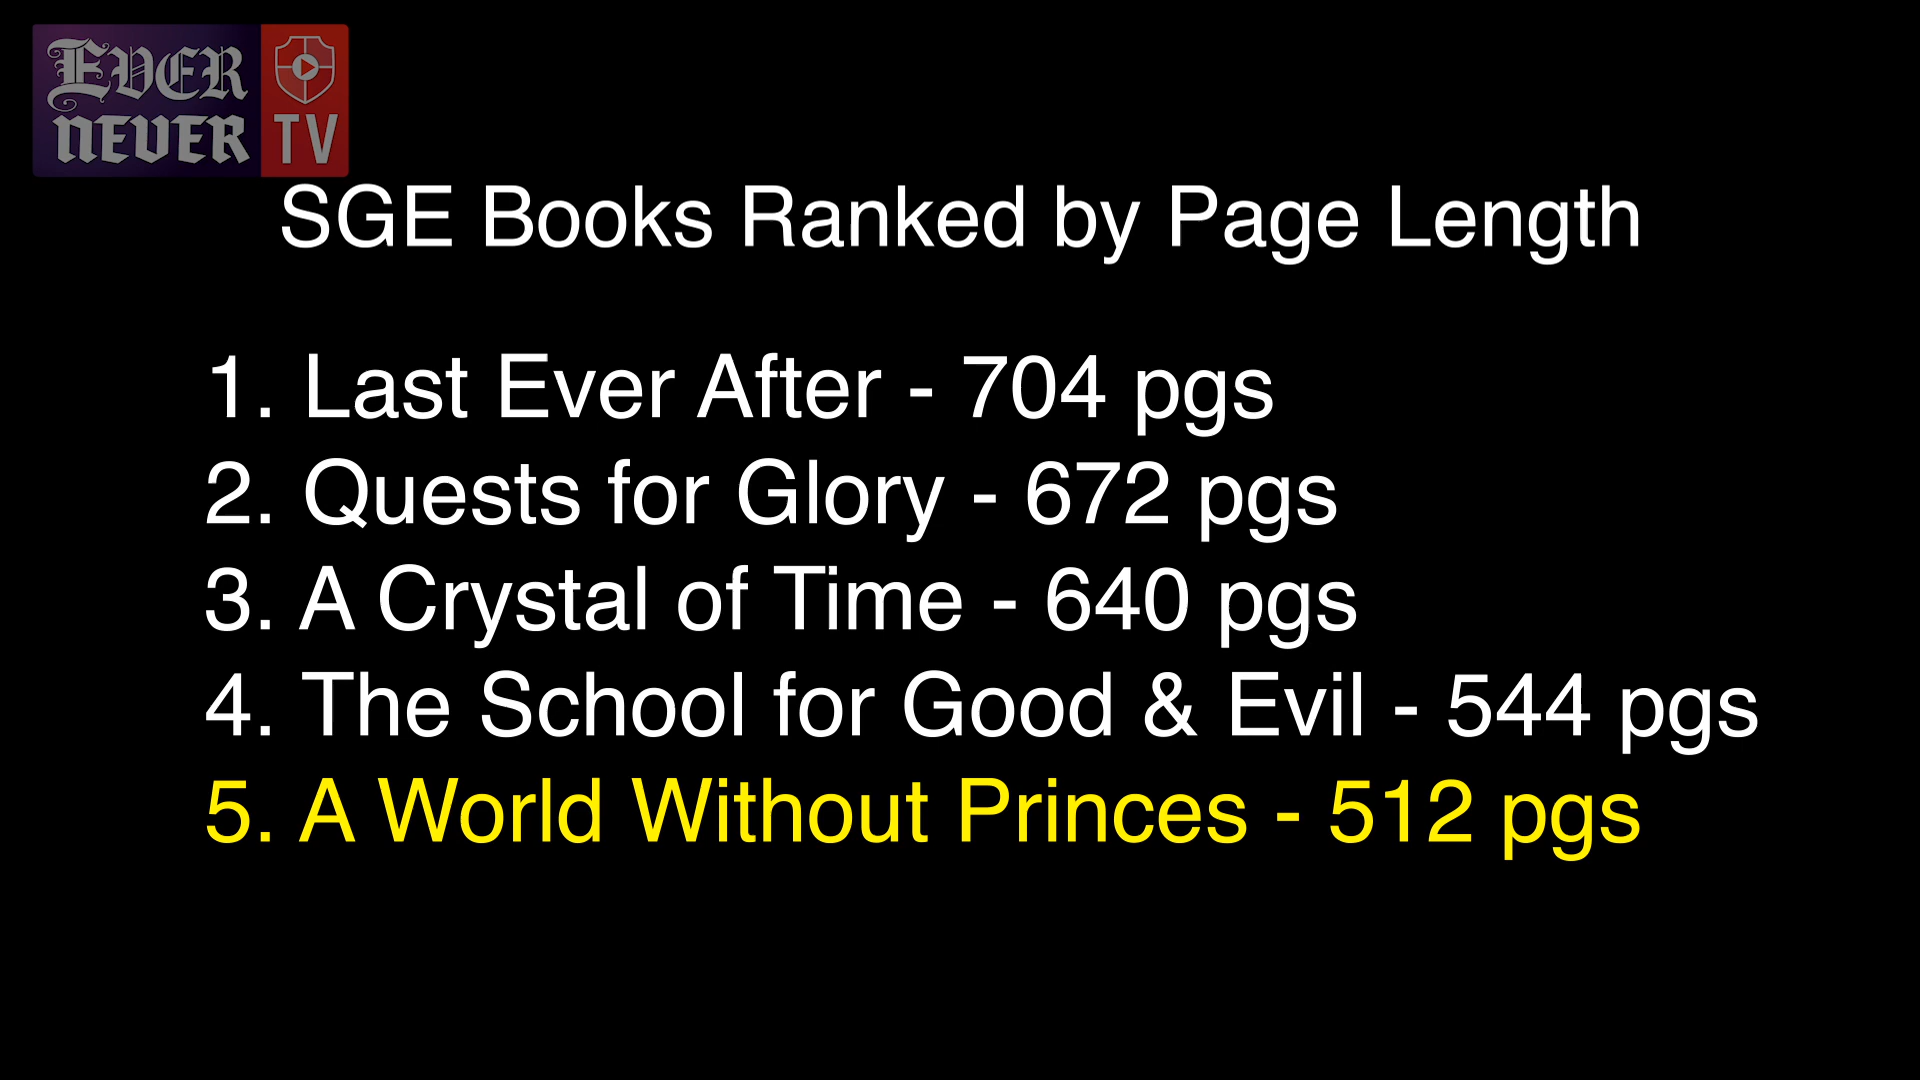 EVER
NEVER
TV
SGE Books Ranked by Page Length
1. Last Ever After - 704 pgs
2. Quests for Glory - 672 pgs
3. A Crystal of Time - 640 pgs
4. The School for Good & Evil - 544 pgs
5. A World Without Princes - 512 pgs